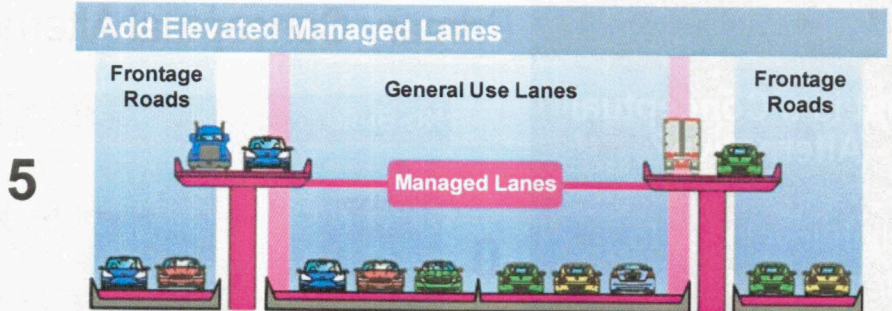 Add Elevated Managed Lanes
Frontage
Roads
General Use Lanes
Frontage
Roads
5
Managed Lanes